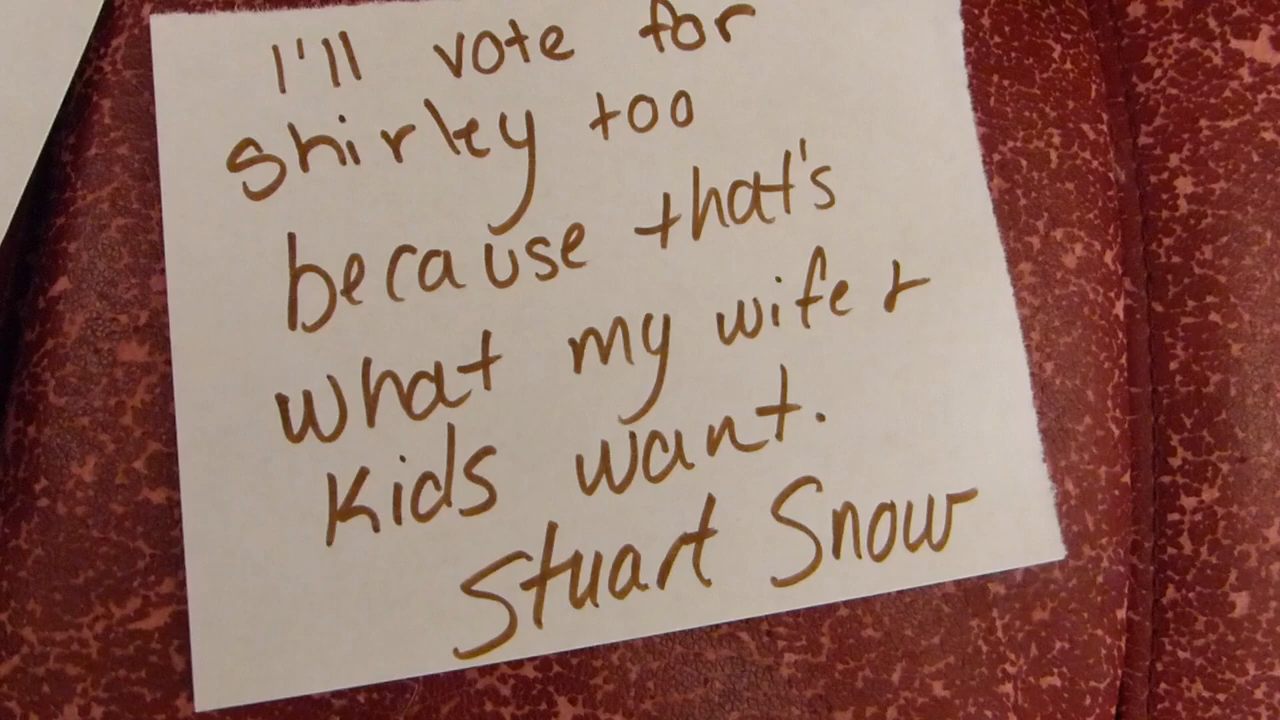 I'll vote for
shirley too
because that's
what my wife &
kids want.
Stuart Snow